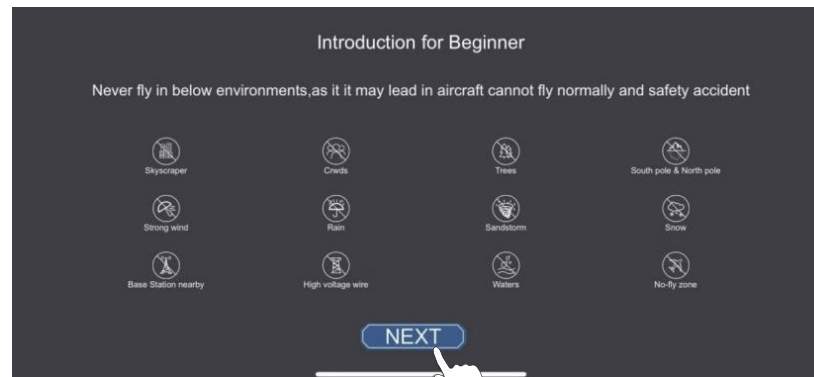 Introduction for Beginner
Never fly in below environments,as it it may lead in aircraft cannot fly normally and safety accident
Skyscraper
Crwds
Trees
South pole & North pole
Strong wind
Rain
Sandstorm
Snow
Base Station nearby
High voltage wire
Waters
No-fly zone
NEXT